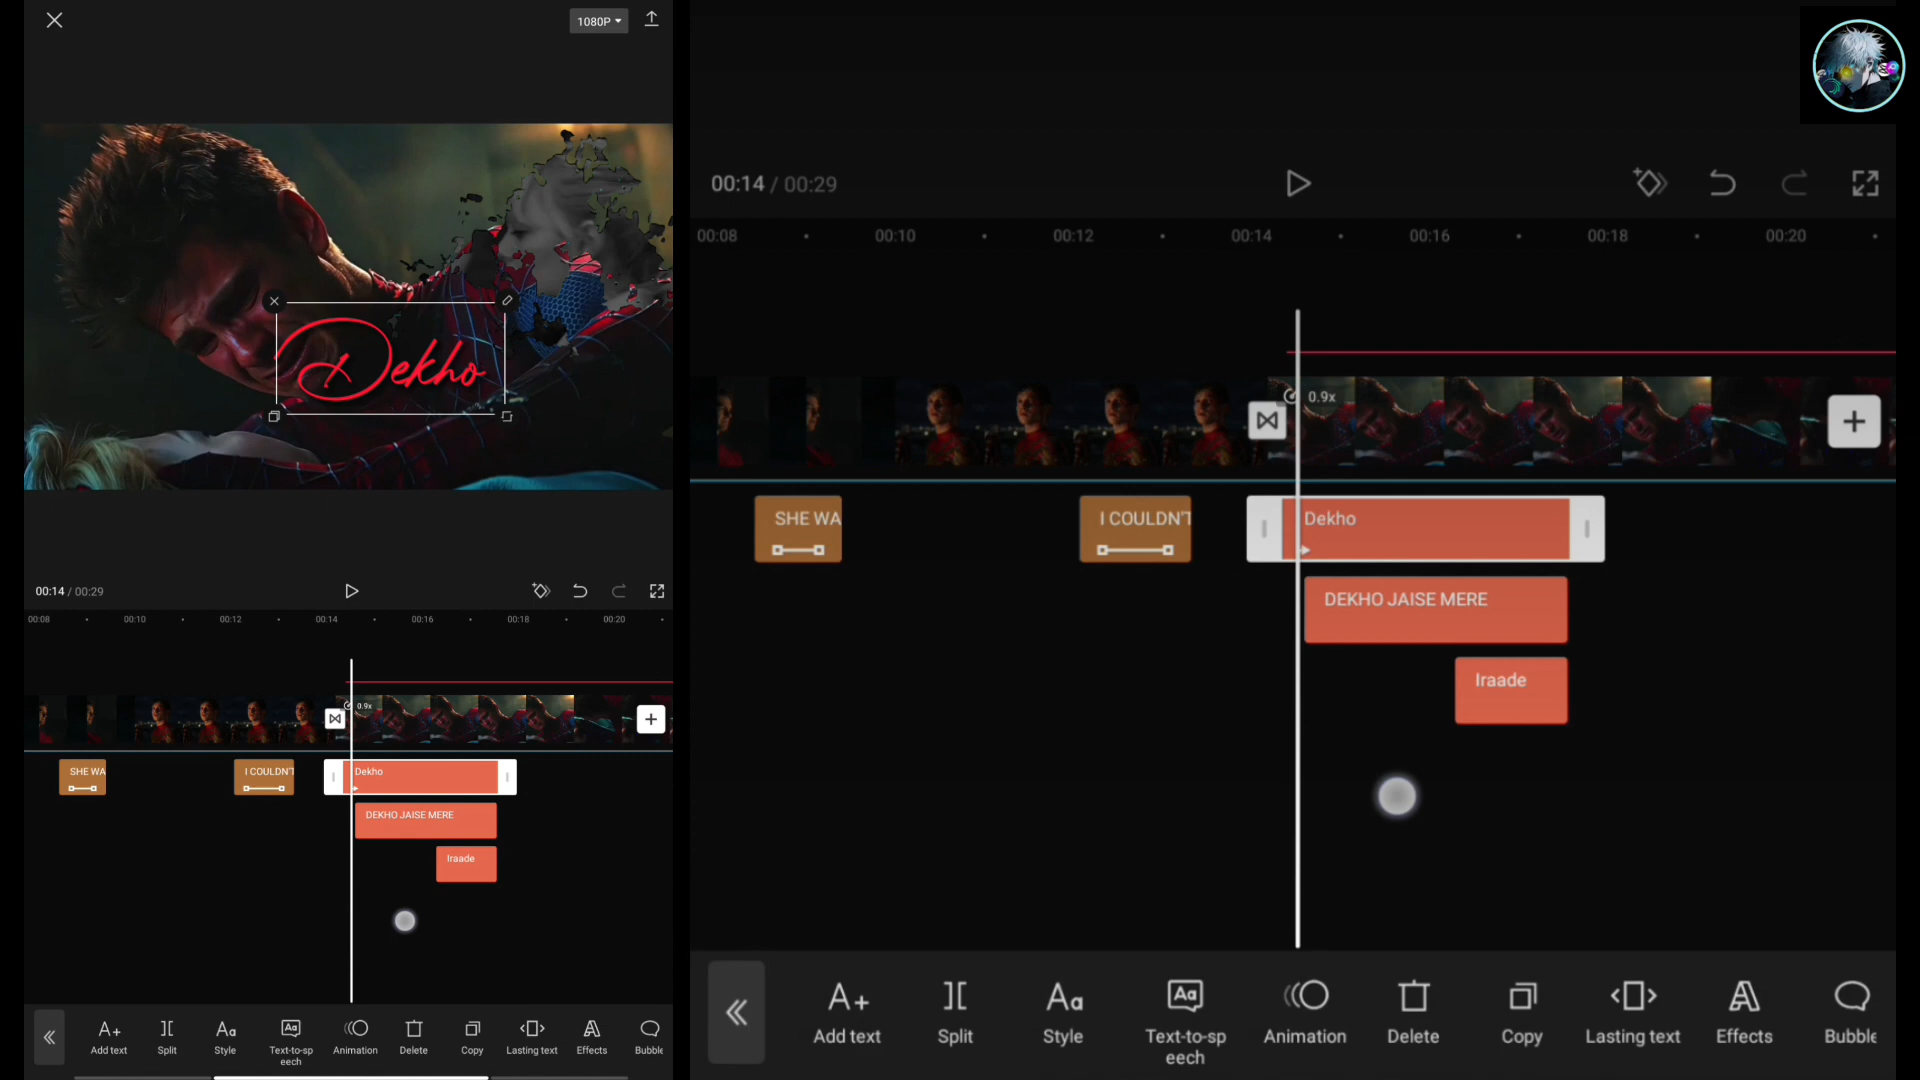 1080P
Dekho
00:14 / 00:29
00:08 00:10 00:12 00:14 00:16 00:18 00:20
0.9x
SHE WA
I COULDN'T
Dekho
DEKHO JAISE MERE
Iraade
Add text
Split
Style
Text-to-sp
eech
Animation
Delete
Copy
Lasting text
Effects
Bubble
00:14 / 00:29
00:08 00:10 00:12 00:14 00:16 00:18 00:20
0.9x
SHE WA
I COULDN'T
Dekho
DEKHO JAISE MERE
Iraade
Add text
Split
Style
Text-to-sp
eech
Animation
Delete
Copy
Lasting text
Effects
Bubble